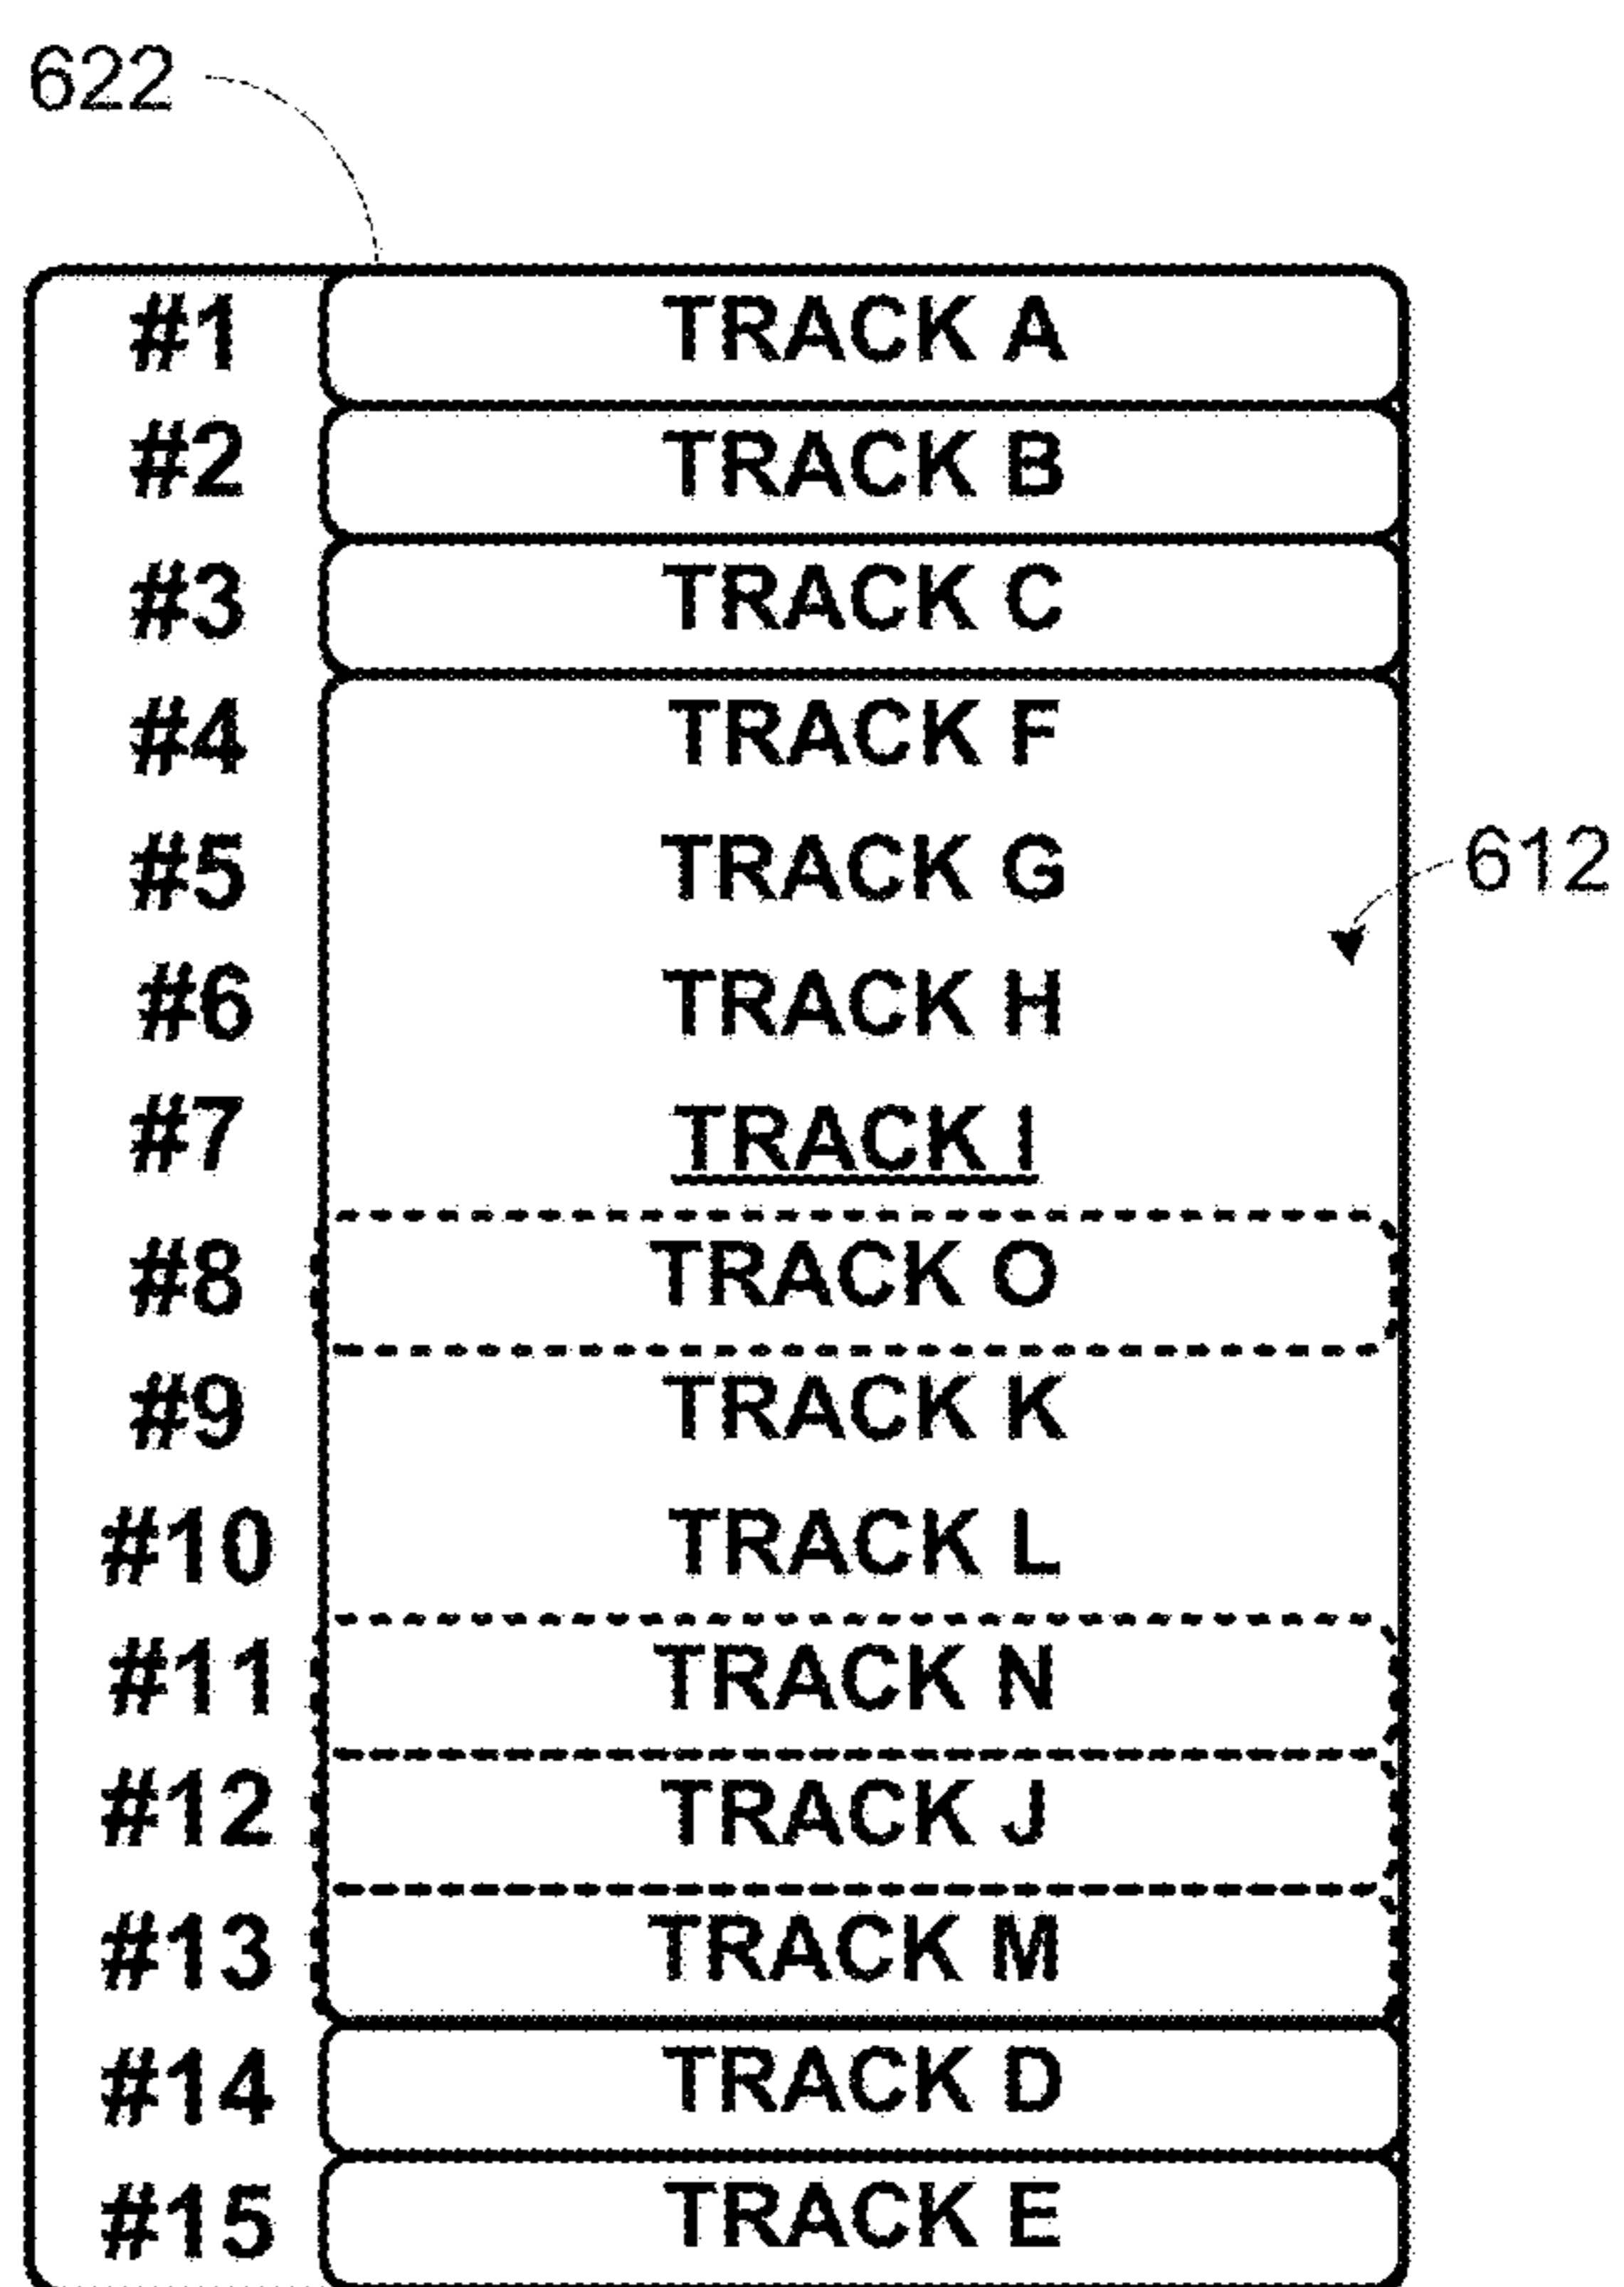 622
#1 TRACK A
#2 TRACK B
#3 TRACK C
#4 TRACK F
#5 TRACK G
612
#6 TRACK H
#7 TRACK I
#8 TRACK O
#9 TRACK K
#10 TRACK L
#11 TRACK N
#12 TRACK J
#13 TRACK M
#14 TRACK D
#15 TRACK E